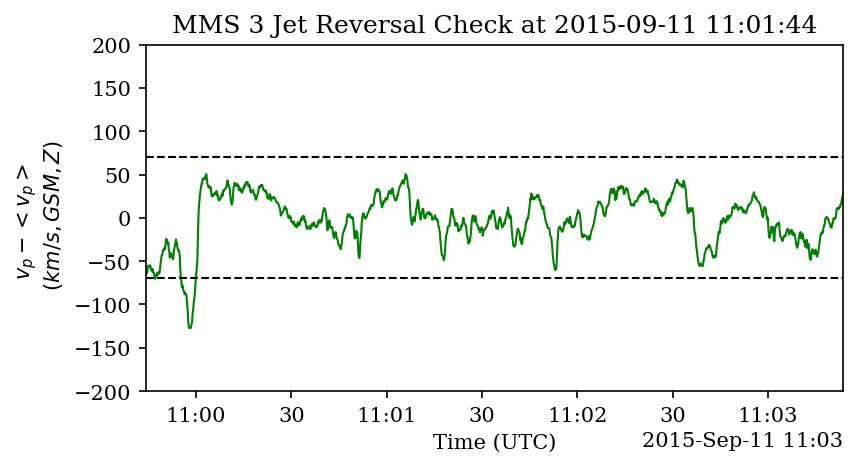 MMS 3 Jet Reversal Check at 2015-09-11 11:01:44
200
150
100
50
0
−50
−100
−150
−200
v_p − < v_p >
(km/s, GSM, Z)
11:00 30 11:01 30 11:02 30 11:03
Time (UTC) 2015-Sep-11 11:03